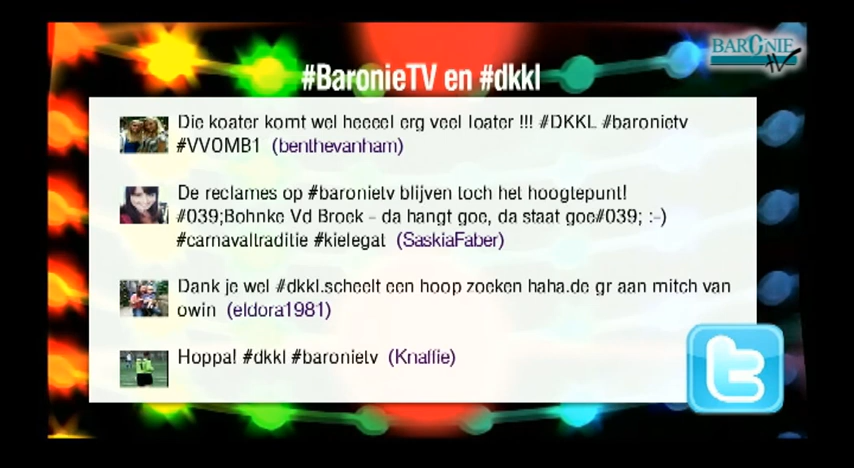 BARONIE
TV
#BaronieTV en #dkkl
Die koater komt wel heeeel erg veel loater !!! #DKKL #baronietv
#VVOMB1 (benthevanham)
De reclames op #baronietv blijven toch het hoogtepunt!
#039;Bohnke Vd Broek - da hangt goe, da staat goe#039; :-)
#carnavaltraditie #kielegat (SaskiaFaber)
Dank je wel #dkkl.scheelt een hoop zoeken haha.de gr aan mitch van
owin (eldora1981)
Hoppa! #dkkl #baronietv (Knaffie)